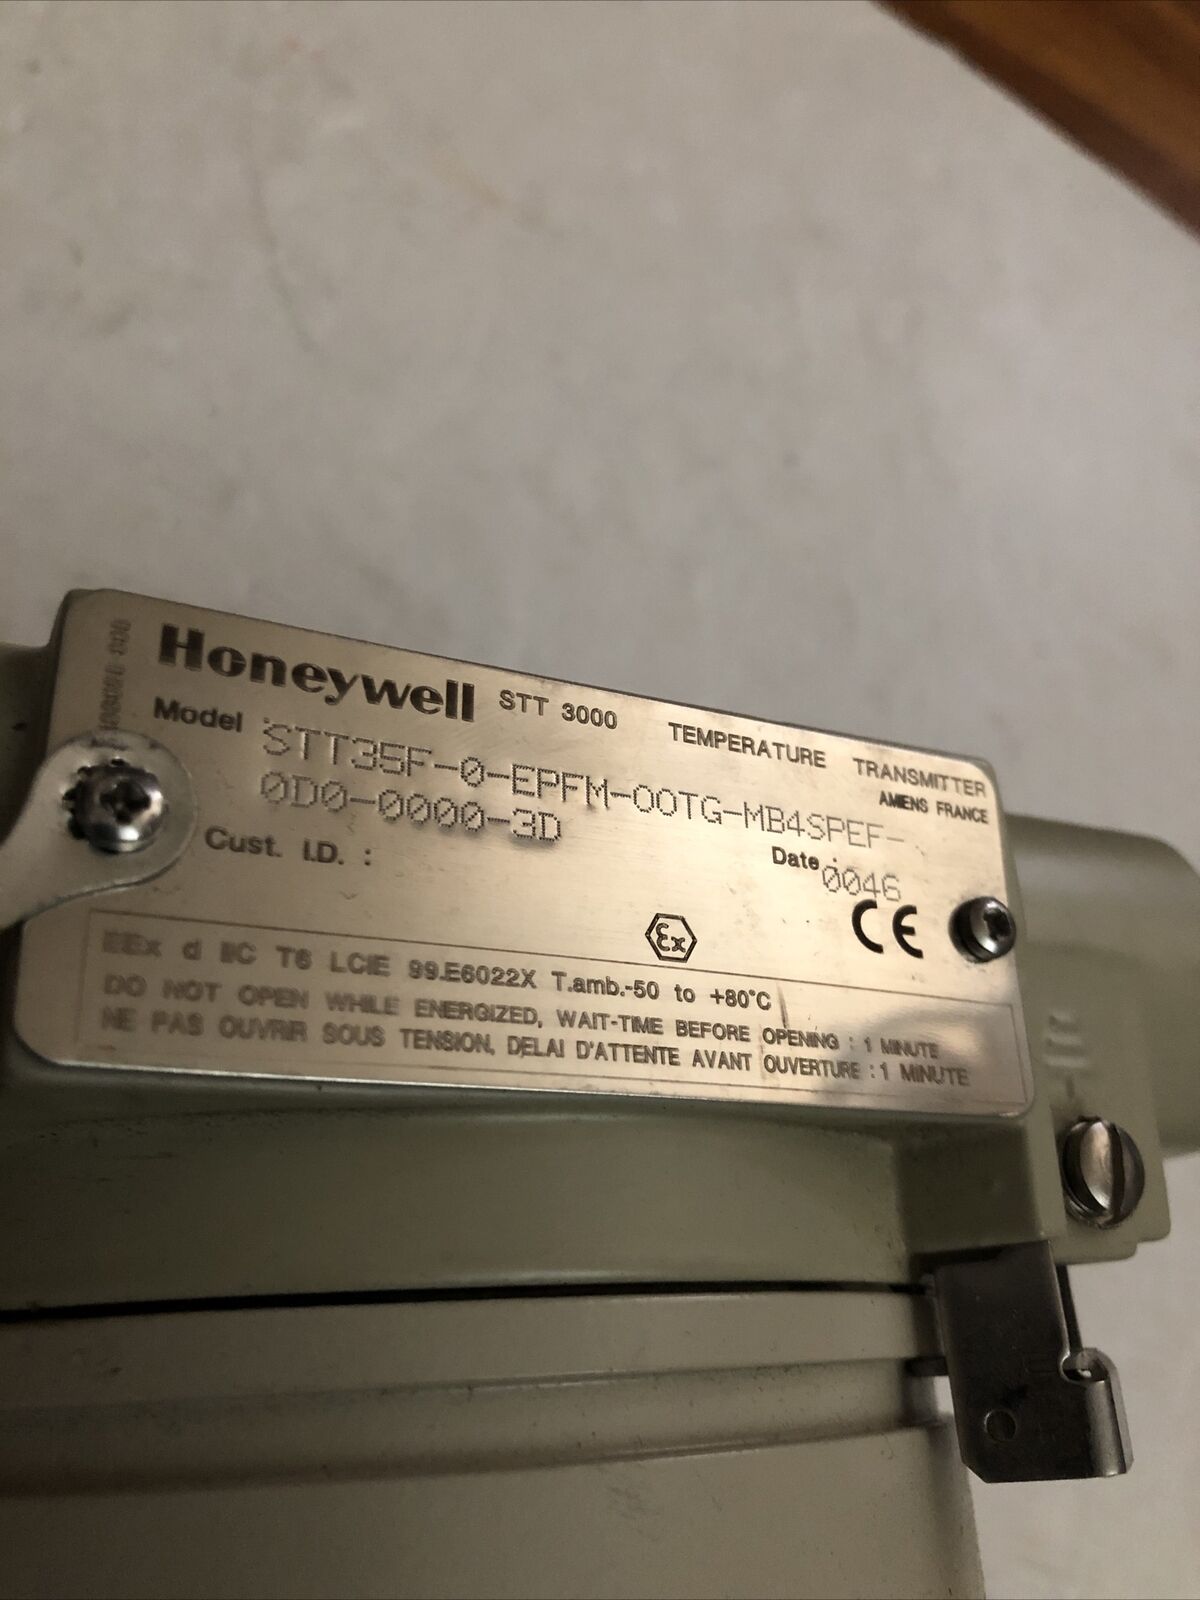 Honeywell STT 3000 TEMPERATURE TRANSMITTER
AMIENS FRANCE
Model : STT35F-0-EPFM-00TG-MB4SPEF-
0D0-0000-3D
Cust. I.D. :
Date : 0046
Ex CE
EEx d IIC T6 LCIE 99.E6022X T.amb.-50 to +80°C
DO NOT OPEN WHILE ENERGIZED, WAIT-TIME BEFORE OPENING : 1 MINUTE
NE PAS OUVRIR SOUS TENSION, DELAI D'ATTENTE AVANT OUVERTURE : 1 MINUTE